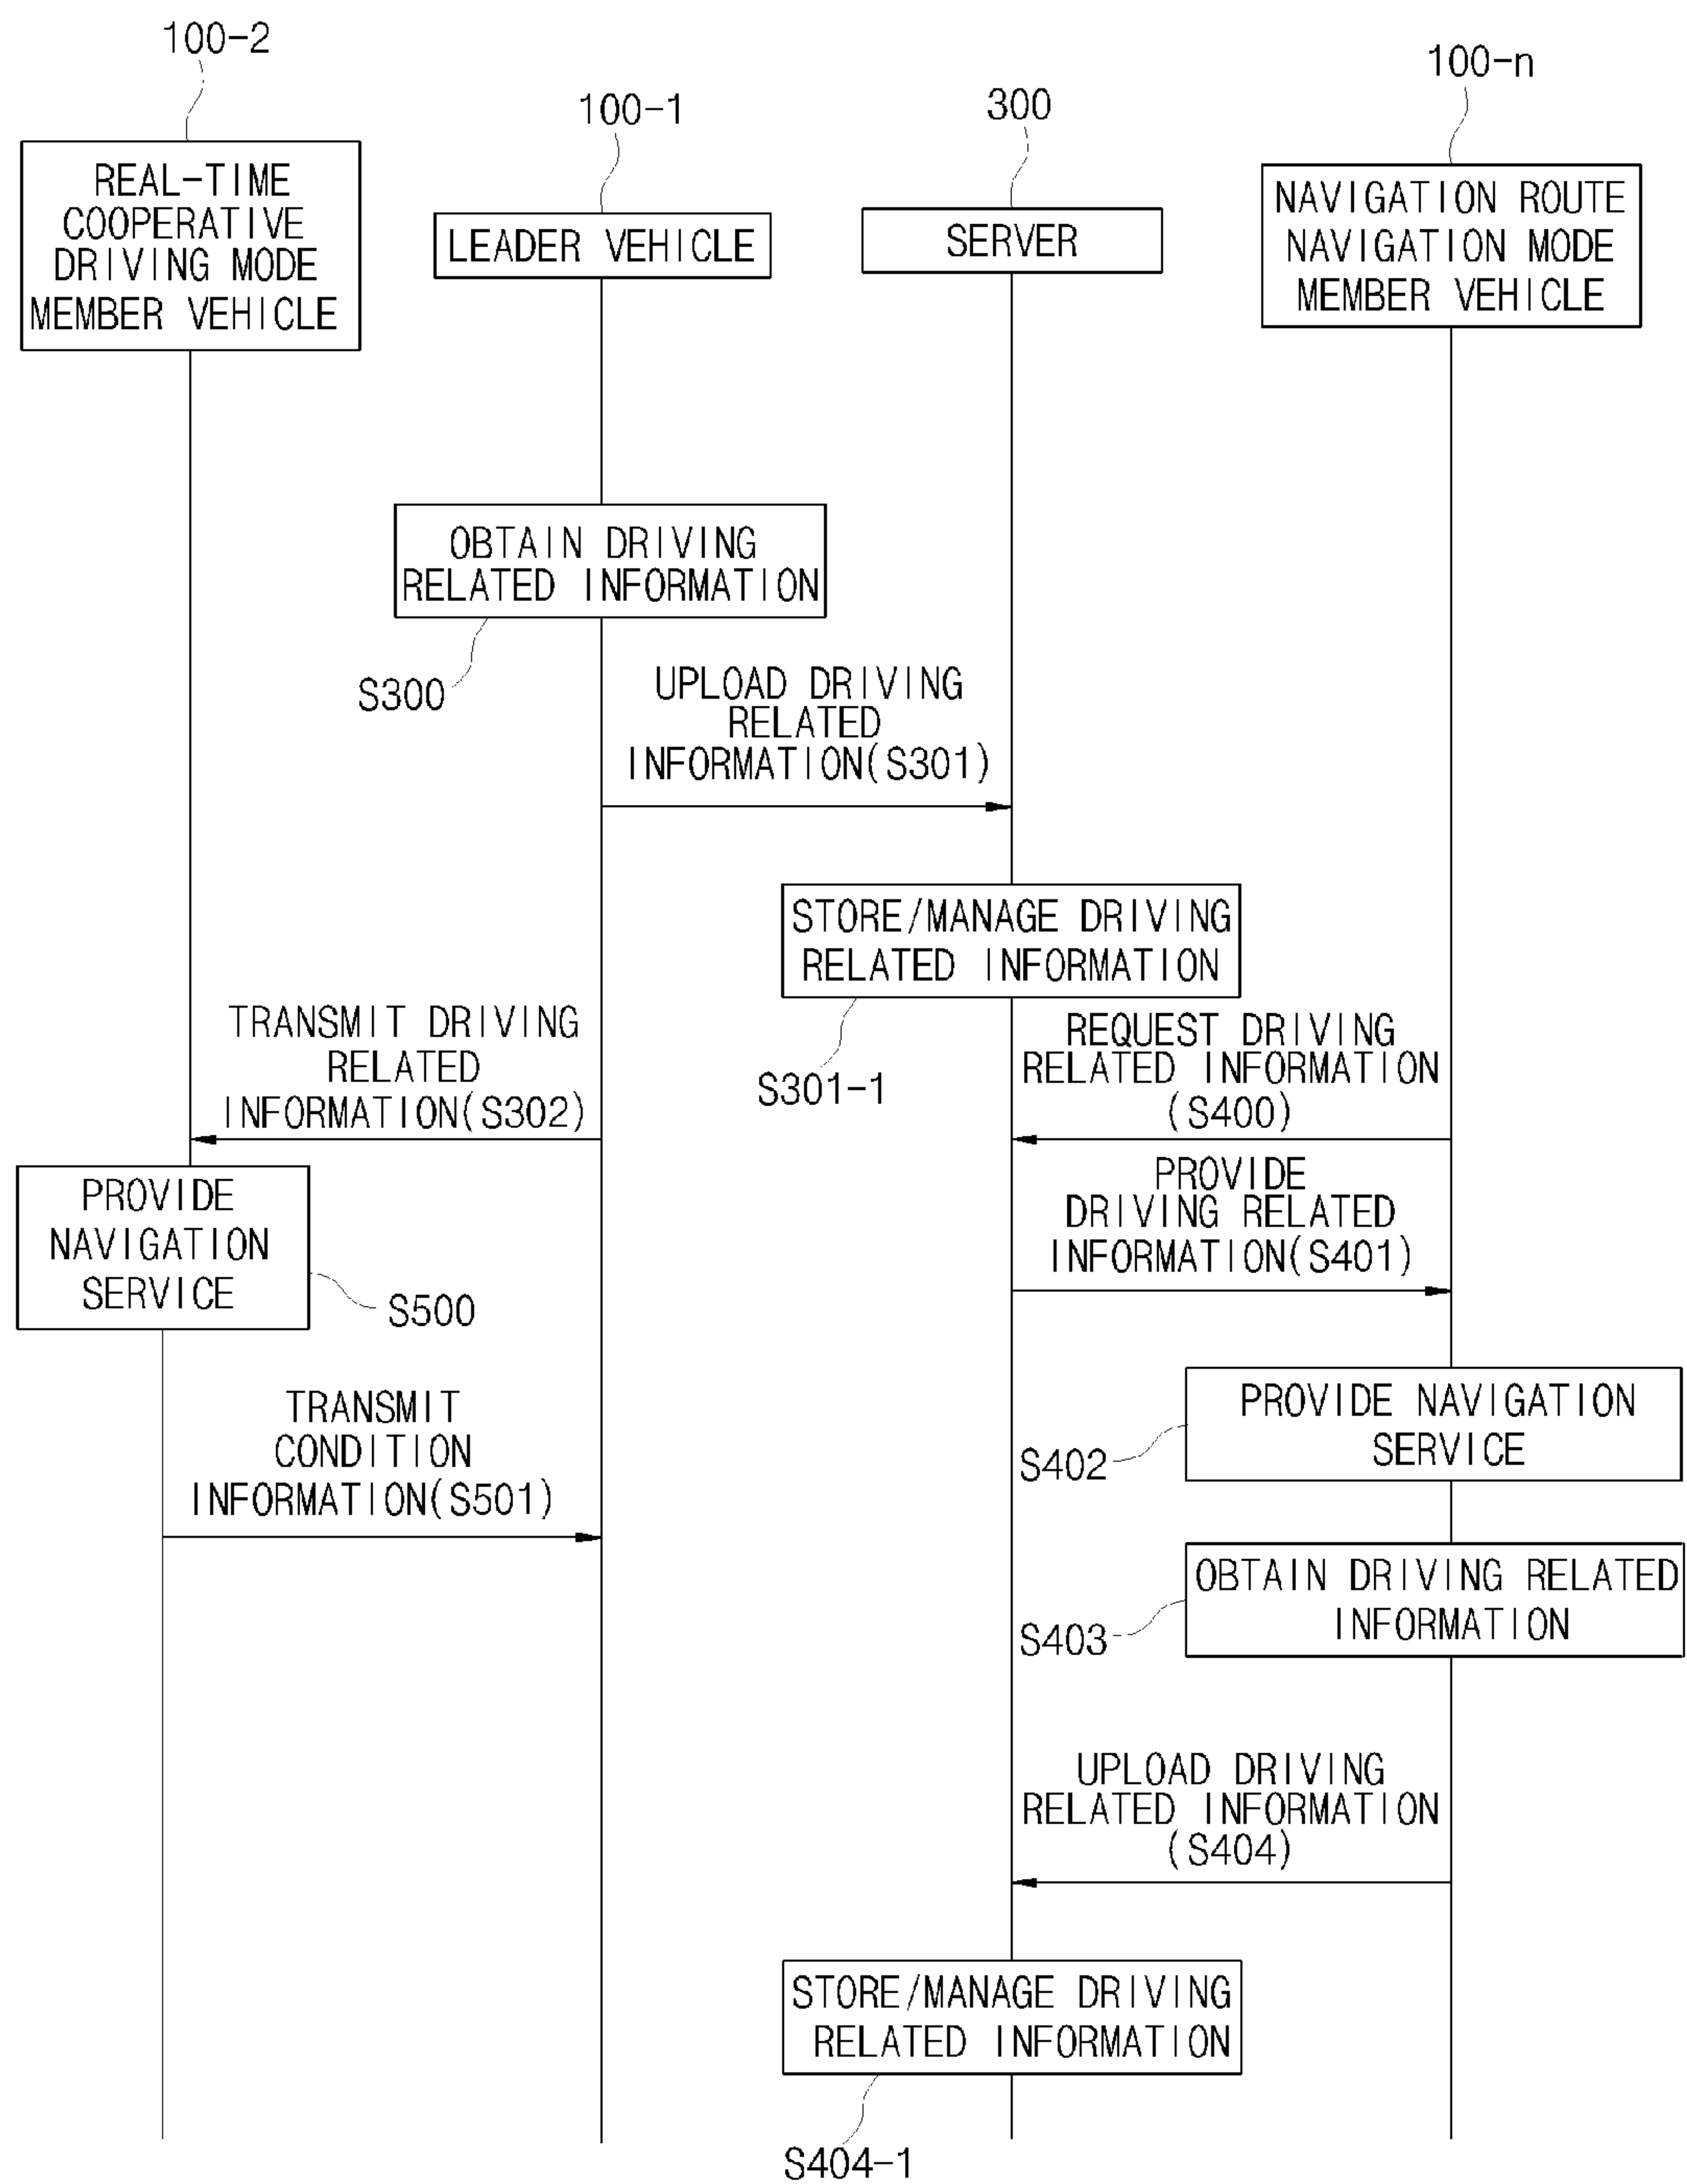 100-2
100-1
300
100-n
REAL-TIME
COOPERATIVE
DRIVING MODE
MEMBER VEHICLE
LEADER VEHICLE
SERVER
NAVIGATION ROUTE
NAVIGATION MODE
MEMBER VEHICLE
OBTAIN DRIVING
RELATED INFORMATION
S300
UPLOAD DRIVING
RELATED
INFORMATION(S301)
STORE/MANAGE DRIVING
RELATED INFORMATION
S301-1
TRANSMIT DRIVING
RELATED
INFORMATION(S302)
REQUEST DRIVING
RELATED INFORMATION
(S400)
PROVIDE
DRIVING RELATED
INFORMATION(S401)
PROVIDE
NAVIGATION
SERVICE
S500
PROVIDE NAVIGATION
SERVICE
S402
TRANSMIT
CONDITION
INFORMATION(S501)
OBTAIN DRIVING RELATED
INFORMATION
S403
UPLOAD DRIVING
RELATED INFORMATION
(S404)
STORE/MANAGE DRIVING
RELATED INFORMATION
S404-1